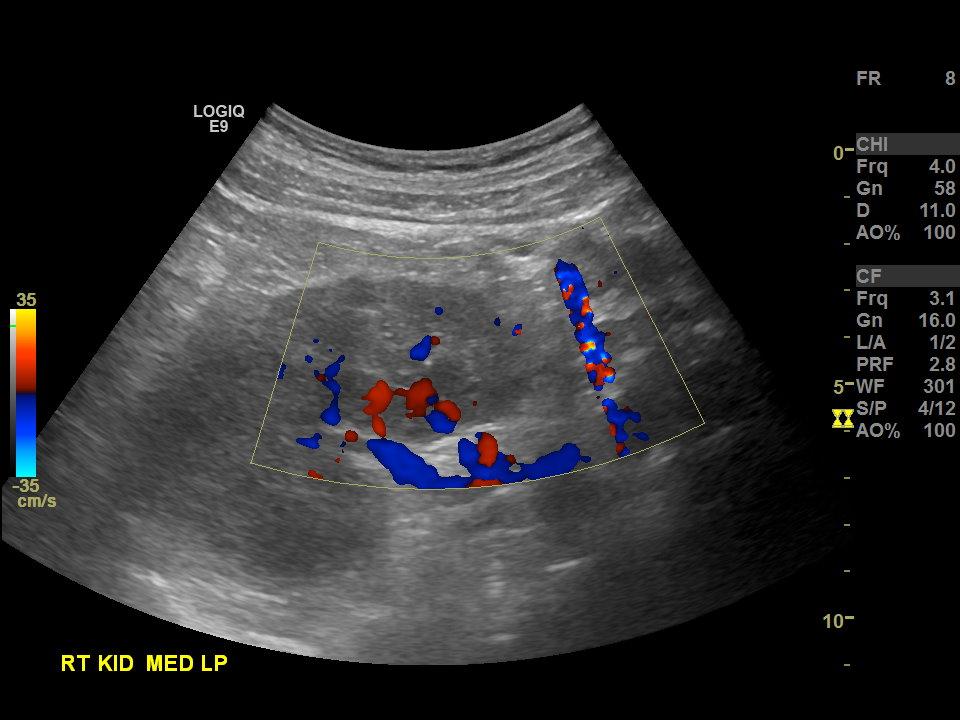 LOGIQ
E9
FR 8
CHI
Frq 4.0
Gn 58
D 11.0
AO% 100
CF
Frq 3.1
Gn 16.0
L/A 1/2
PRF 2.8
WF 301
S/P 4/12
AO% 100
0
5
10
35
-35
cm/s
RT KID MED LP